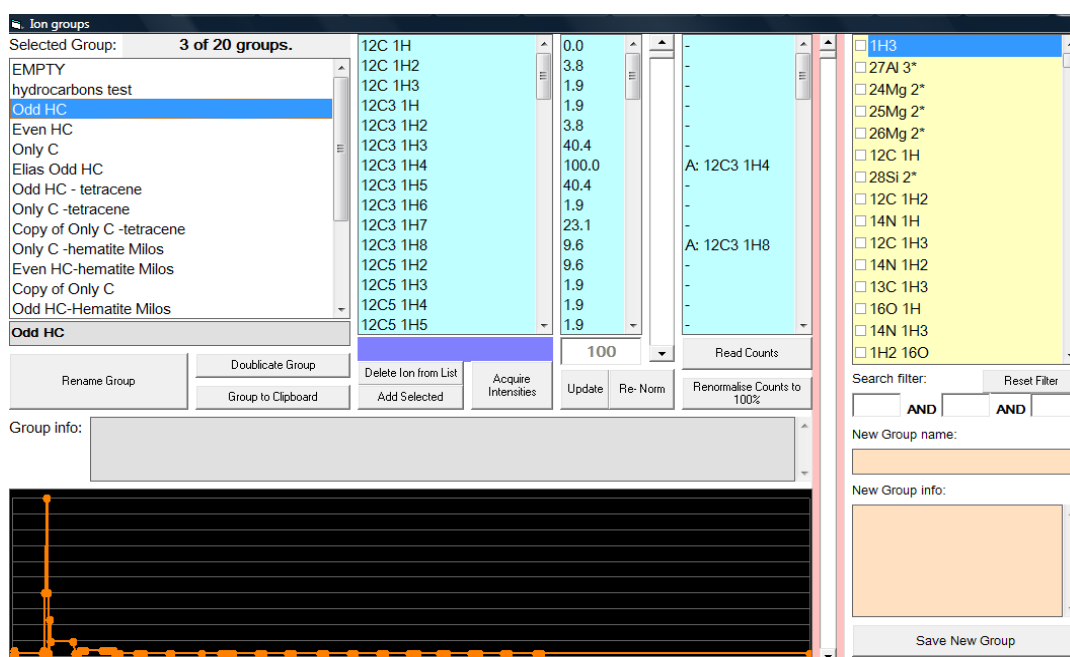 Ion groups
Selected Group: 3 of 20 groups.
EMPTY
hydrocarbons test
Odd HC
Even HC
Only C
Elias Odd HC
Odd HC - tetracene
Only C -tetracene
Copy of Only C -tetracene
Only C -hematite Milos
Even HC-hematite Milos
Copy of Only C
Odd HC-Hematite Milos
Odd HC
Rename Group
Doublicate Group
Group to Clipboard
12C 1H 0.0 -
12C 1H2 3.8 -
12C 1H3 1.9 -
12C3 1H 1.9 -
12C3 1H2 3.8 -
12C3 1H3 40.4 -
12C3 1H4 100.0 A: 12C3 1H4
12C3 1H5 40.4 -
12C3 1H6 1.9 -
12C3 1H7 23.1 -
12C3 1H8 9.6 A: 12C3 1H8
12C5 1H2 9.6 -
12C5 1H3 1.9 -
12C5 1H4 1.9 -
12C5 1H5 1.9 -
100
Read Counts
Delete Ion from List
Add Selected
Acquire
Intensities
Update
Re- Norm
Renormalise Counts to
100%
Group info:
1H3
27Al 3*
24Mg 2*
25Mg 2*
26Mg 2*
12C 1H
28Si 2*
12C 1H2
14N 1H
12C 1H3
14N 1H2
13C 1H3
16O 1H
14N 1H3
1H2 16O
Search filter:
Reset Filter
AND AND
New Group name:
New Group info:
Save New Group